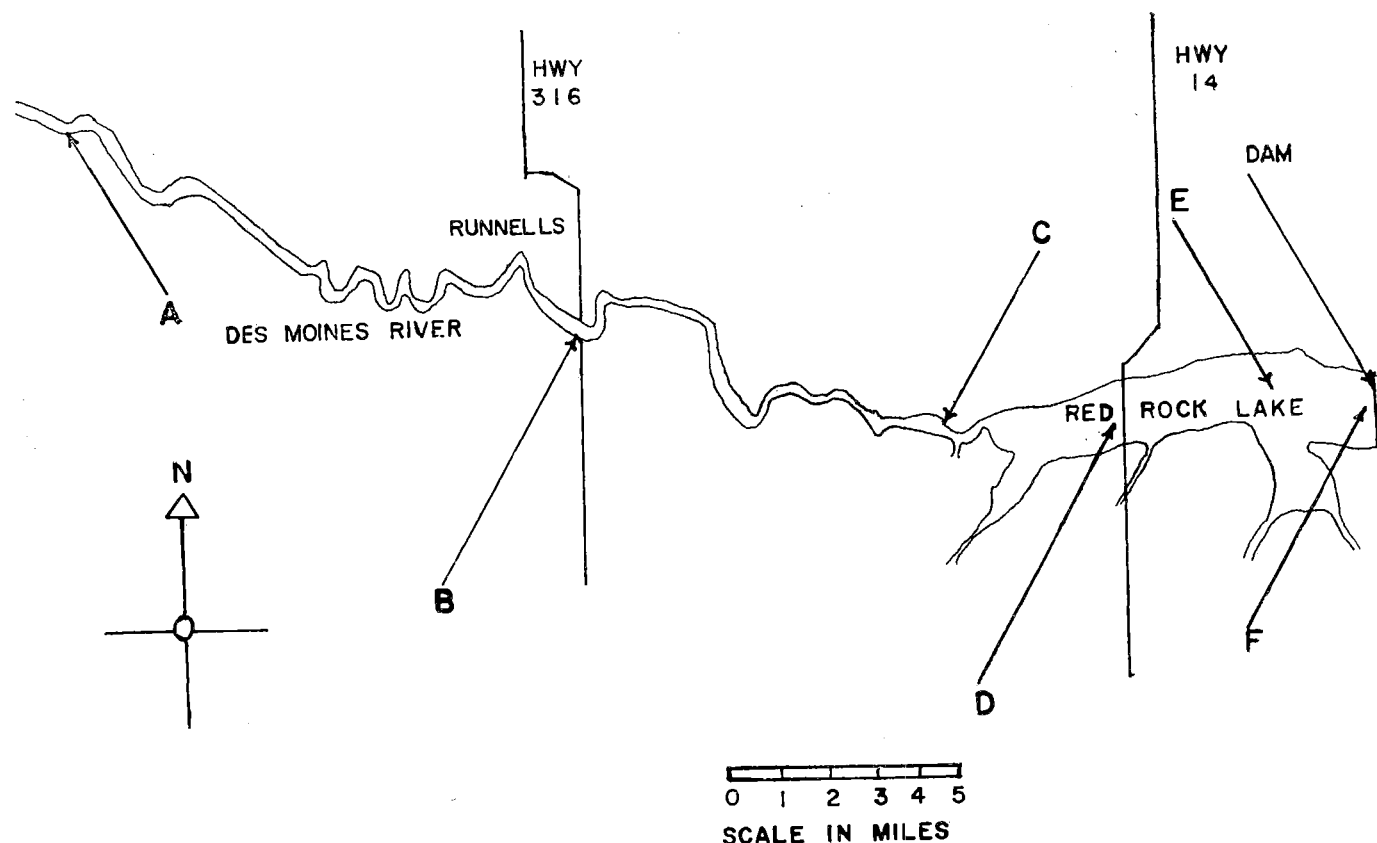 HWY
316
HWY
14
DAM
E
RUNNELLS
C
A
DES MOINES RIVER
RED ROCK LAKE
N
B
F
D
0 1 2 3 4 5
SCALE IN MILES